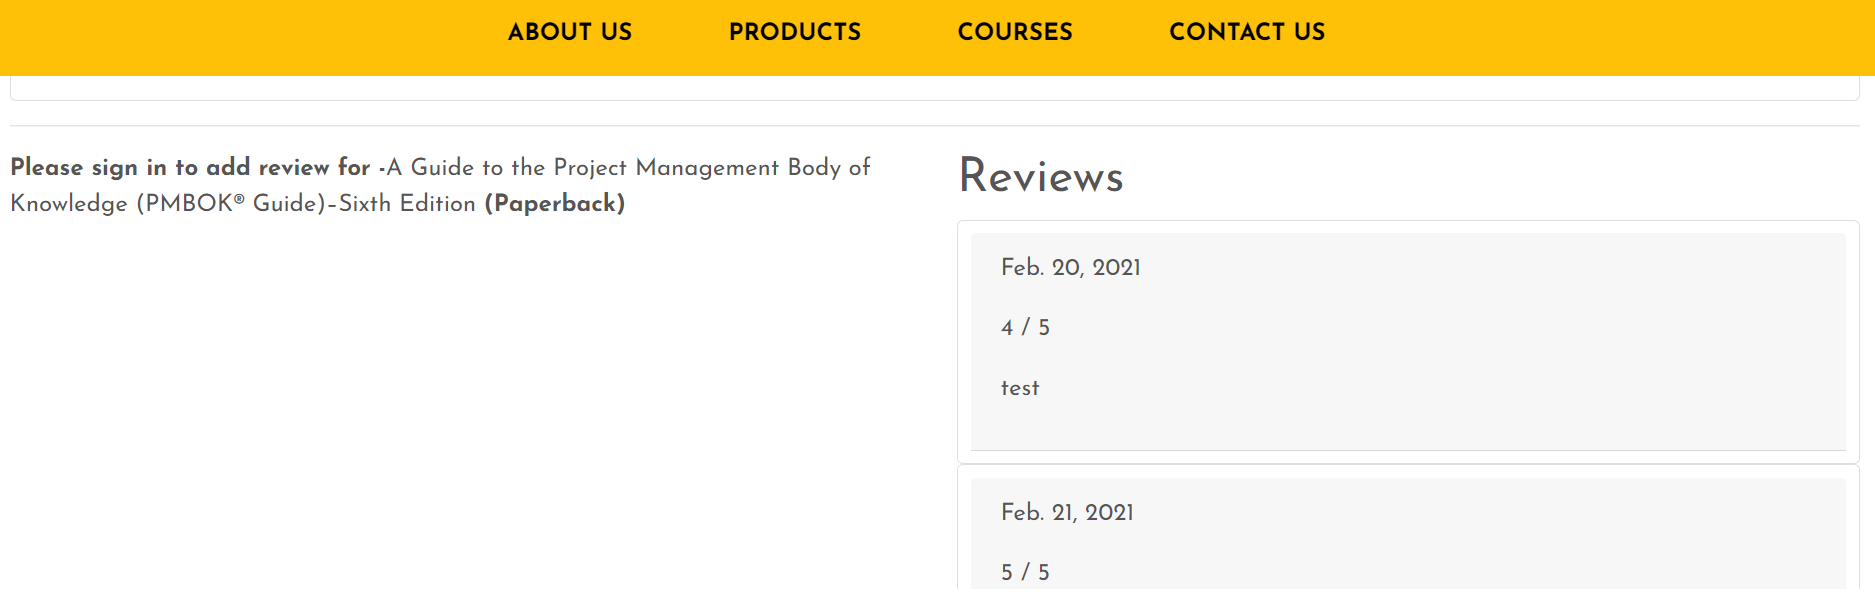 ABOUT US PRODUCTS COURSES CONTACT US
Please sign in to add review for -A Guide to the Project Management Body of
Knowledge (PMBOK® Guide)–Sixth Edition (Paperback)
Reviews
Feb. 20, 2021
4 / 5
test
Feb. 21, 2021
5 / 5